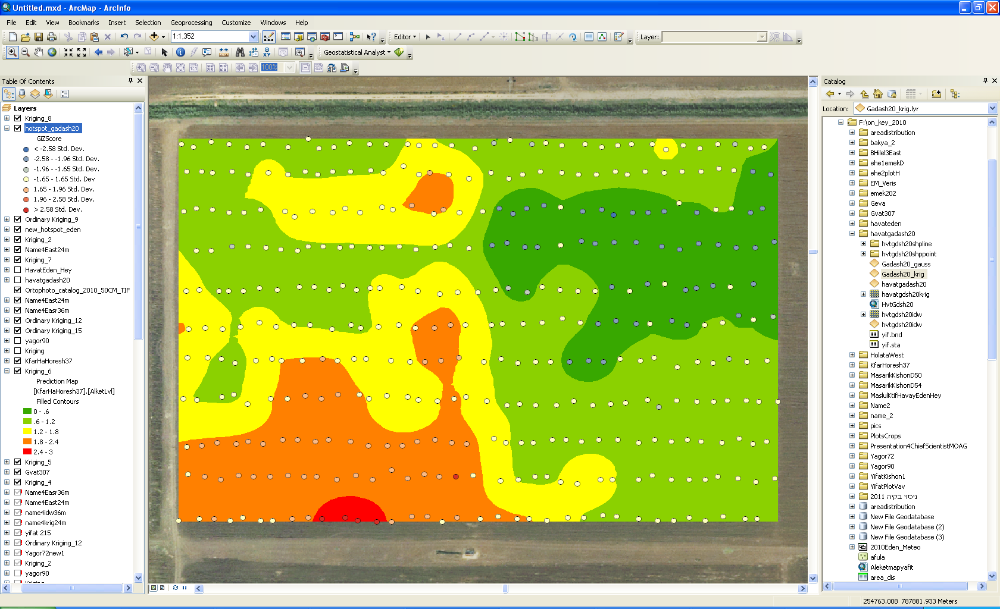 Untitled.mxd - ArcMap - ArcInfo
File Edit View Bookmarks Insert Selection Geoprocessing Customize Windows Help
1:1,352
Editor
Layer:
Geostatistical Analyst
100%
Table Of Contents
Layers
Kriging_8
hotspot_gadash20
GiZScore
< -2.58 Std. Dev.
-2.58 - -1.96 Std. Dev.
-1.96 - -1.65 Std. Dev.
-1.65 - 1.65 Std. Dev
1.65 - 1.96 Std. Dev.
1.96 - 2.58 Std. Dev.
> 2.58 Std. Dev.
Ordinary Kriging_9
new_hotspot_eden
Kriging_2
Name4East24m
Kriging_7
HavatEden_Hey
havatgadash20
Ortophoto_catalog_2010_50CM_TIF
Name4East24m
Name4Easr36m
Ordinary Kriging_12
Ordinary Kriging_15
yagor90
Kriging
KfarHaHoresh37
Kriging_6
Prediction Map
[KfarHaHoresh37].[AlketLvl]
Filled Contours
0 - .6
.6 - 1.2
1.2 - 1.8
1.8 - 2.4
2.4 - 3
Kriging_5
Gvat307
Kriging_4
Name4Easr36m
Name4East24m
name4idw36m
name4krig24m
yifat 215
Ordinary Kriging_12
Yagor72new1
Kriging_2
yagor90
Catalog
Location: Gadash20_krig.lyr
F:\on_key_2010
areadistribution
bakya_2
BHilel3East
ehe1emekD
ehe2plotH
EM_Veris
emek202
Geva
Gvat307
havateden
havatgadash20
hvtgdsh20shpline
hvtgdsh20shppoint
Gadash20_gauss
Gadash20_krig
havatgadash20
havatgdsh20krig
HvtGdsh20
hvtgdsh20idw
hvtgdsh20idw
yif.bnd
yif.sta
HolataWest
KfarHoresh37
MasarikKishonD50
MasarikKishonD54
MaslulKtifHavayEdenHey
Name2
name_2
pics
PlotsCrops
Presentation4ChiefScientistMOAG
Yagor72
Yagor90
YifatKishon1
YifatPlotVav
ניסוי בקיה 2011
areadistribution
New File Geodatabase
New File Geodatabase (2)
New File Geodatabase (3)
2010Eden_Meteo
afula
Aleketmapyafit
area_dis
254763.008 787881.933 Meters